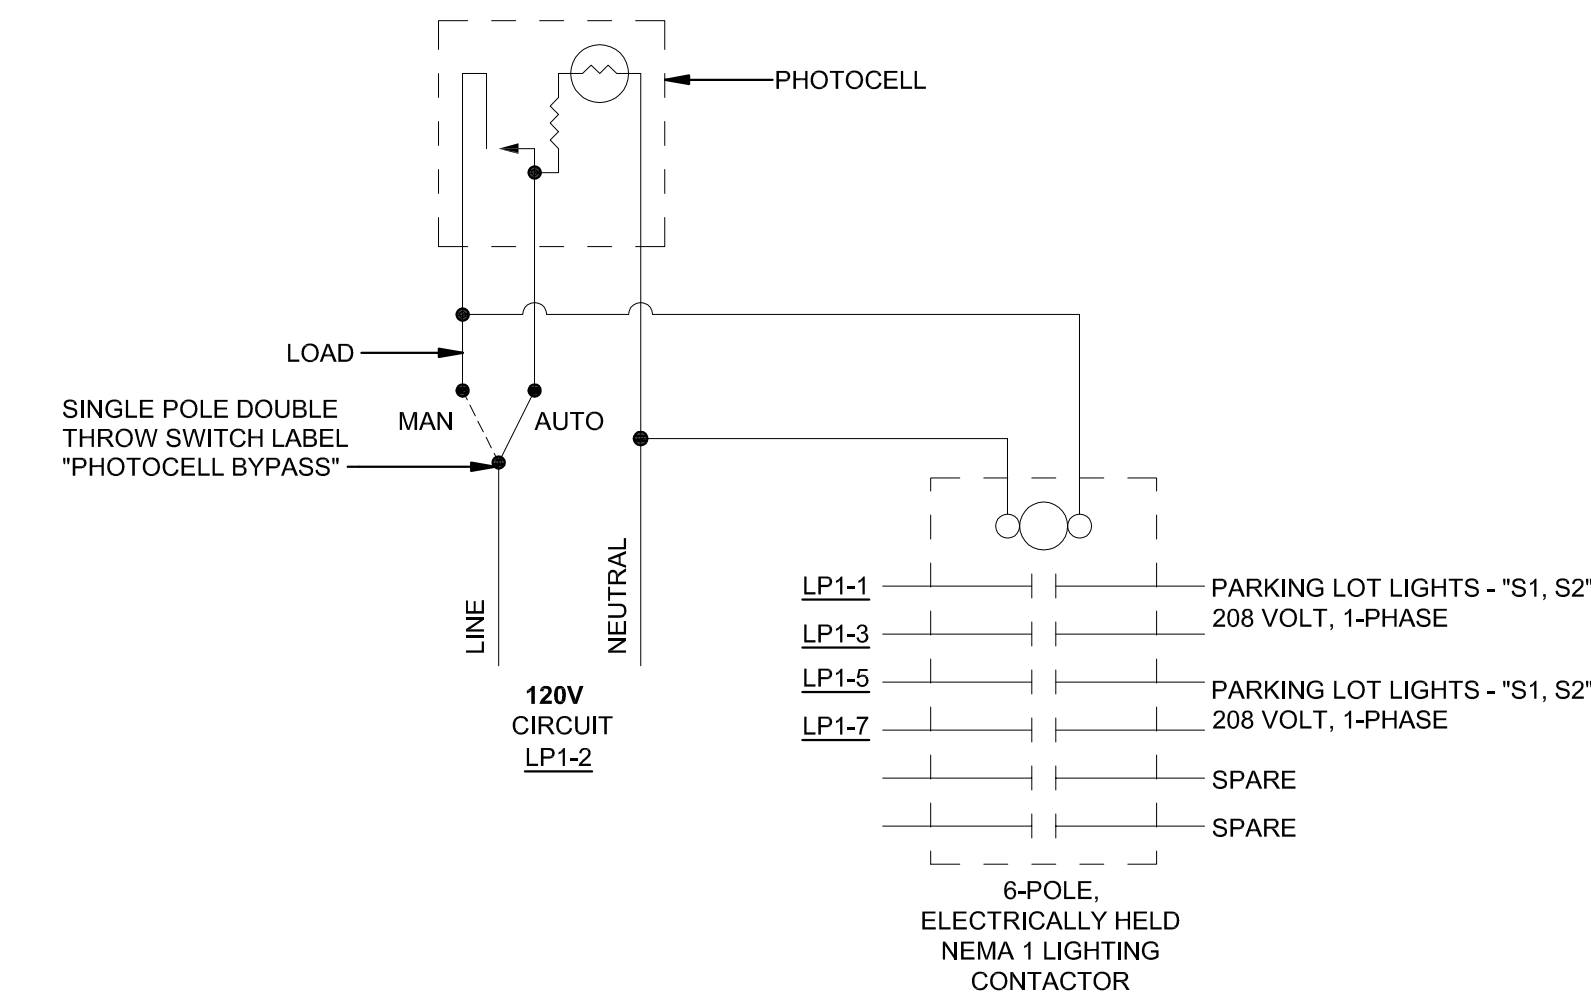 PHOTOCELL
LOAD
SINGLE POLE DOUBLE
THROW SWITCH LABEL
"PHOTOCELL BYPASS"
MAN
AUTO
LINE
NEUTRAL
120V
CIRCUIT
LP1-2
LP1-1
LP1-3
LP1-5
LP1-7
PARKING LOT LIGHTS - "S1, S2"
208 VOLT, 1-PHASE
PARKING LOT LIGHTS - "S1, S2"
208 VOLT, 1-PHASE
SPARE
SPARE
6-POLE,
ELECTRICALLY HELD
NEMA 1 LIGHTING
CONTACTOR